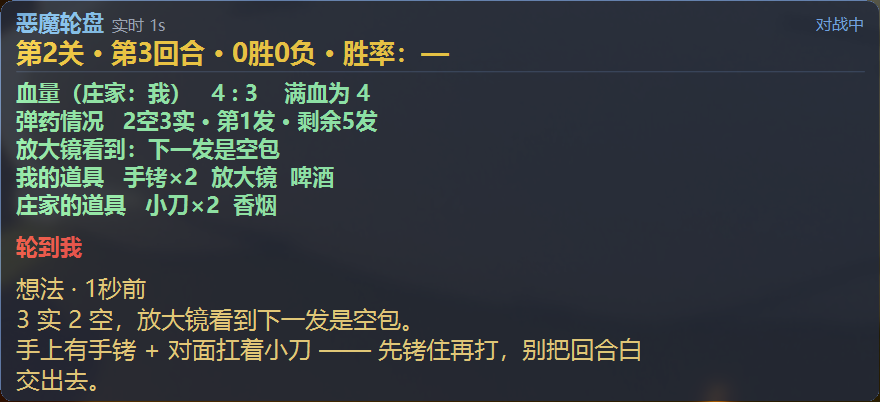 恶魔轮盘 实时 1s 对战中
第2关・第3回合・0胜0负・胜率：—
血量（庄家：我） 4 : 3 满血为 4
弹药情况 2空3实・第1发・剩余5发
放大镜看到：下一发是空包
我的道具 手铐×2 放大镜 啤酒
庄家的道具 小刀×2 香烟
轮到我
想法 · 1秒前
3 实 2 空，放大镜看到下一发是空包。
手上有手铐 + 对面扛着小刀 —— 先铐住再打，别把回合白
交出去。